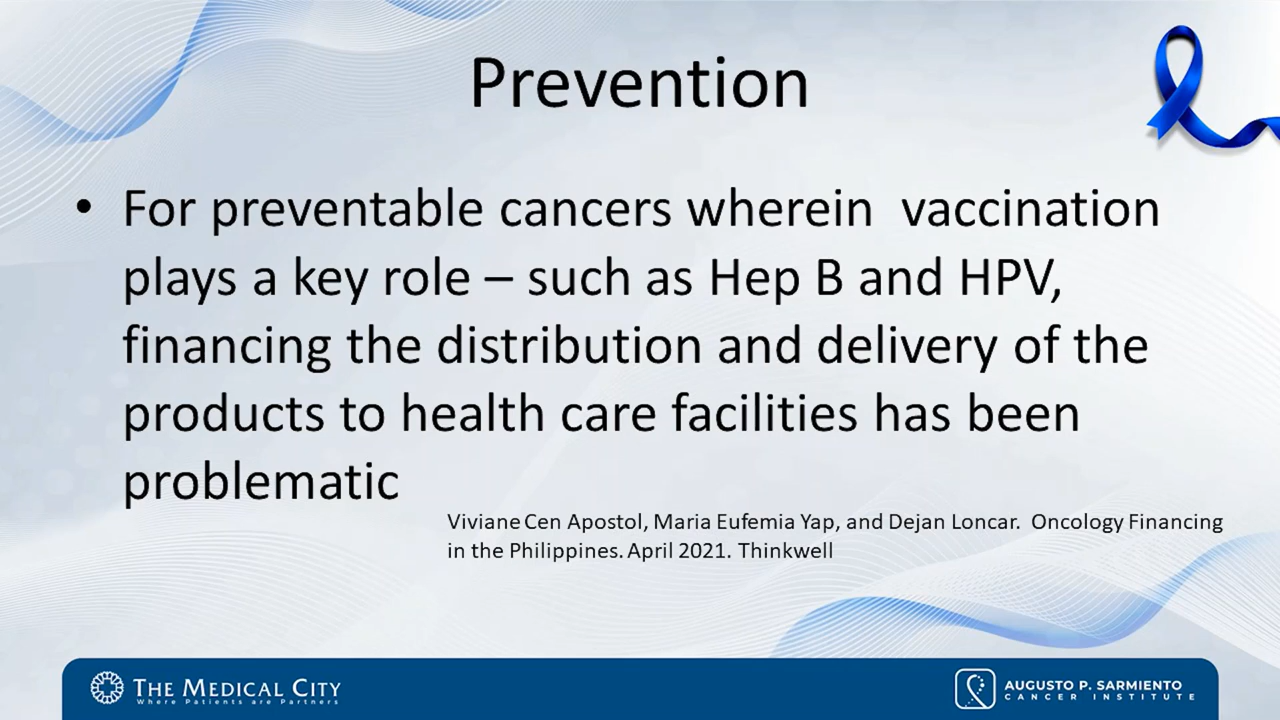 Prevention
• For preventable cancers wherein vaccination
plays a key role – such as Hep B and HPV,
financing the distribution and delivery of the
products to health care facilities has been
problematic
Viviane Cen Apostol, Maria Eufemia Yap, and Dejan Loncar. Oncology Financing
in the Philippines. April 2021. Thinkwell
THE MEDICAL CITY
Where Patients are Partners
AUGUSTO P. SARMIENTO
CANCER INSTITUTE